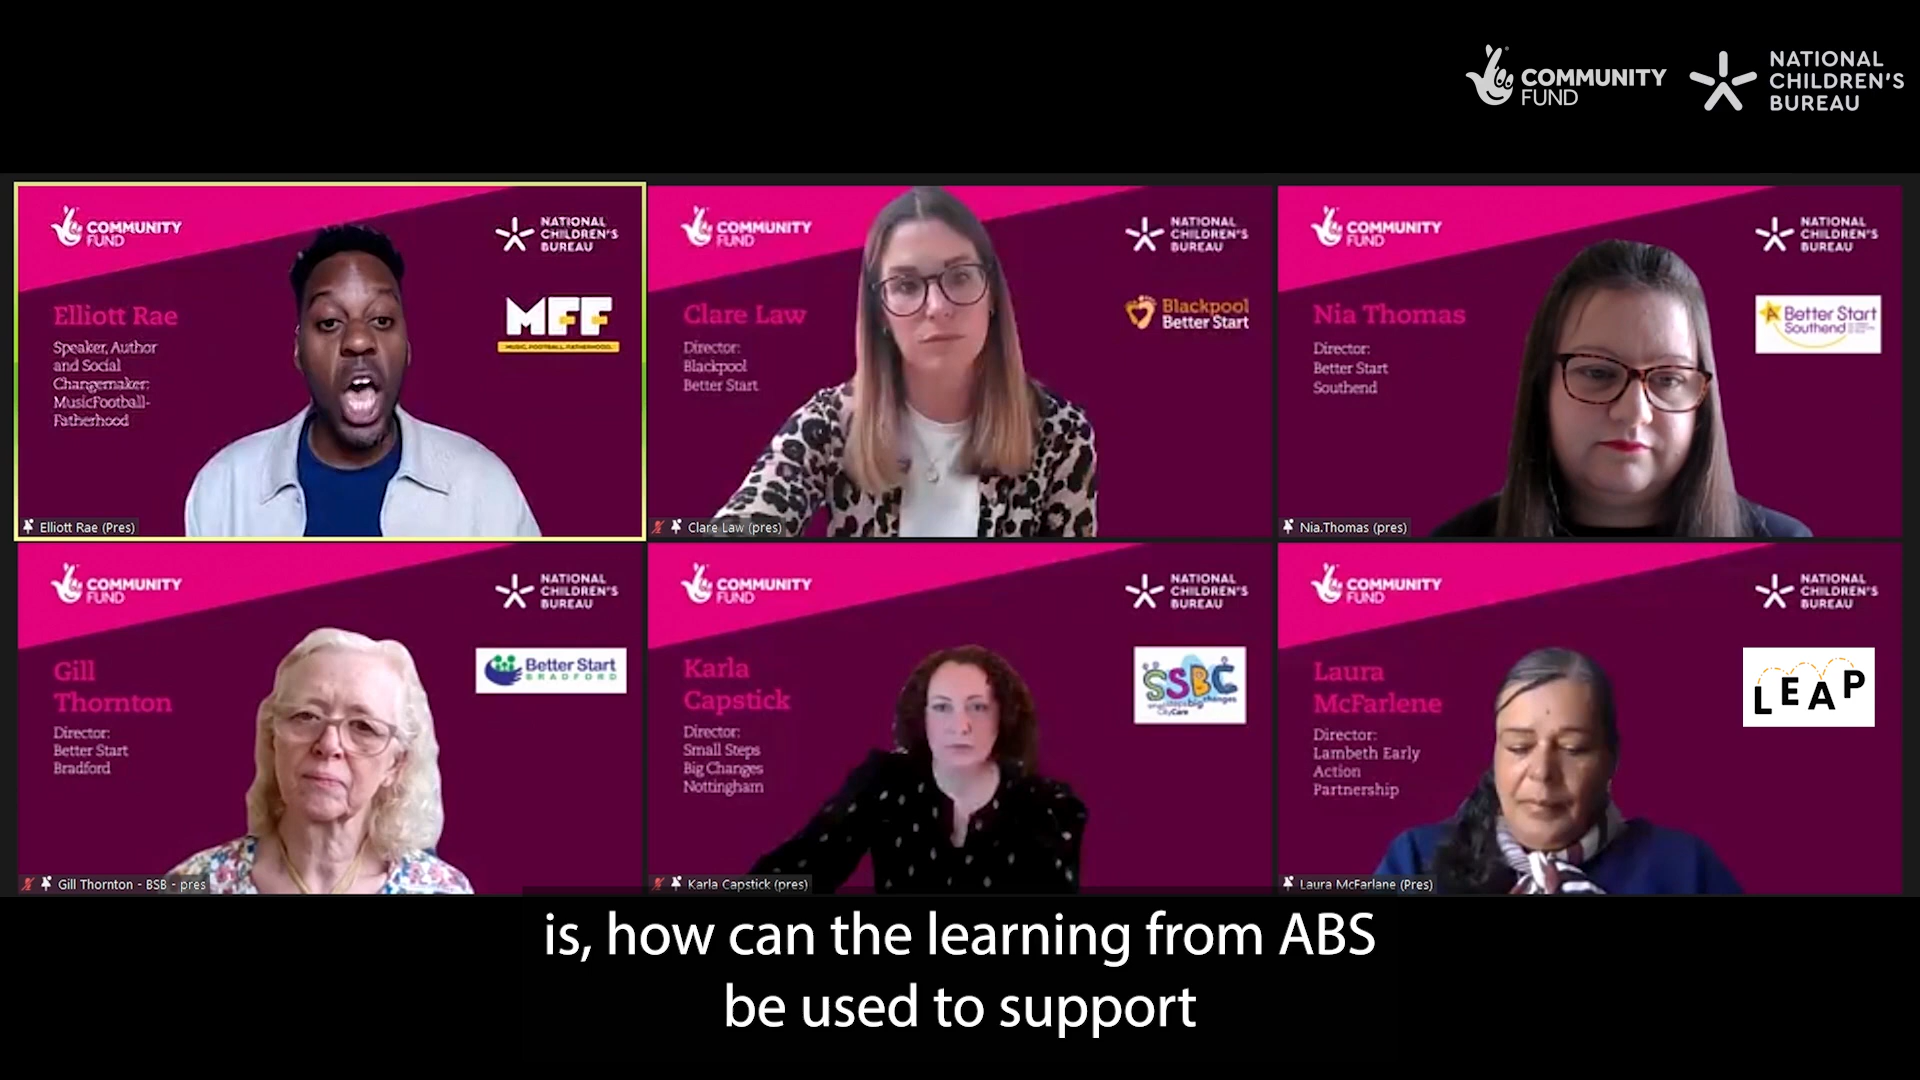 COMMUNITY
FUND
NATIONAL
CHILDREN'S
BUREAU
COMMUNITY
FUND
NATIONAL
CHILDREN'S
BUREAU
Elliott Rae
Speaker, Author
and Social
Changemaker:
MusicFootball-
Fatherhood
MFF
MUSIC. FOOTBALL. FATHERHOOD.
Elliott Rae (Pres)
COMMUNITY
FUND
NATIONAL
CHILDREN'S
BUREAU
Clare Law
Director:
Blackpool
Better Start
Blackpool
Better Start
Clare Law (pres)
COMMUNITY
FUND
NATIONAL
CHILDREN'S
BUREAU
Nia Thomas
Director:
Better Start
Southend
A Better Start
Southend
Nia.Thomas (pres)
COMMUNITY
FUND
NATIONAL
CHILDREN'S
BUREAU
Gill
Thornton
Director:
Better Start
Bradford
Better Start
BRADFORD
Gill Thornton - BSB - pres
COMMUNITY
FUND
NATIONAL
CHILDREN'S
BUREAU
Karla
Capstick
Director:
Small Steps
Big Changes
Nottingham
SSBC
CityCare
Karla Capstick (pres)
COMMUNITY
FUND
NATIONAL
CHILDREN'S
BUREAU
Laura
McFarlene
Director:
Lambeth Early
Action
Partnership
LEAP
Laura McFarlane (Pres)
is, how can the learning from ABS
be used to support